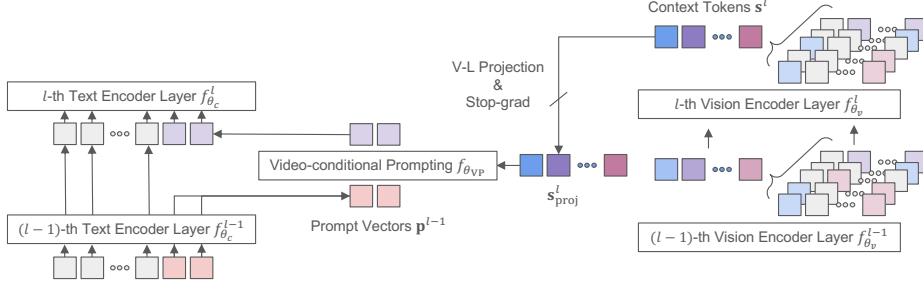 Context Tokens 𝐬^l
V-L Projection
&
Stop-grad
l-th Text Encoder Layer f_{θ_c}^l
l-th Vision Encoder Layer f_{θ_v}^l
Video-conditional Prompting f_{θ_VP}
𝐬_proj^l
(l − 1)-th Text Encoder Layer f_{θ_c}^{l−1}
Prompt Vectors 𝐩^{l−1}
(l − 1)-th Vision Encoder Layer f_{θ_v}^{l−1}